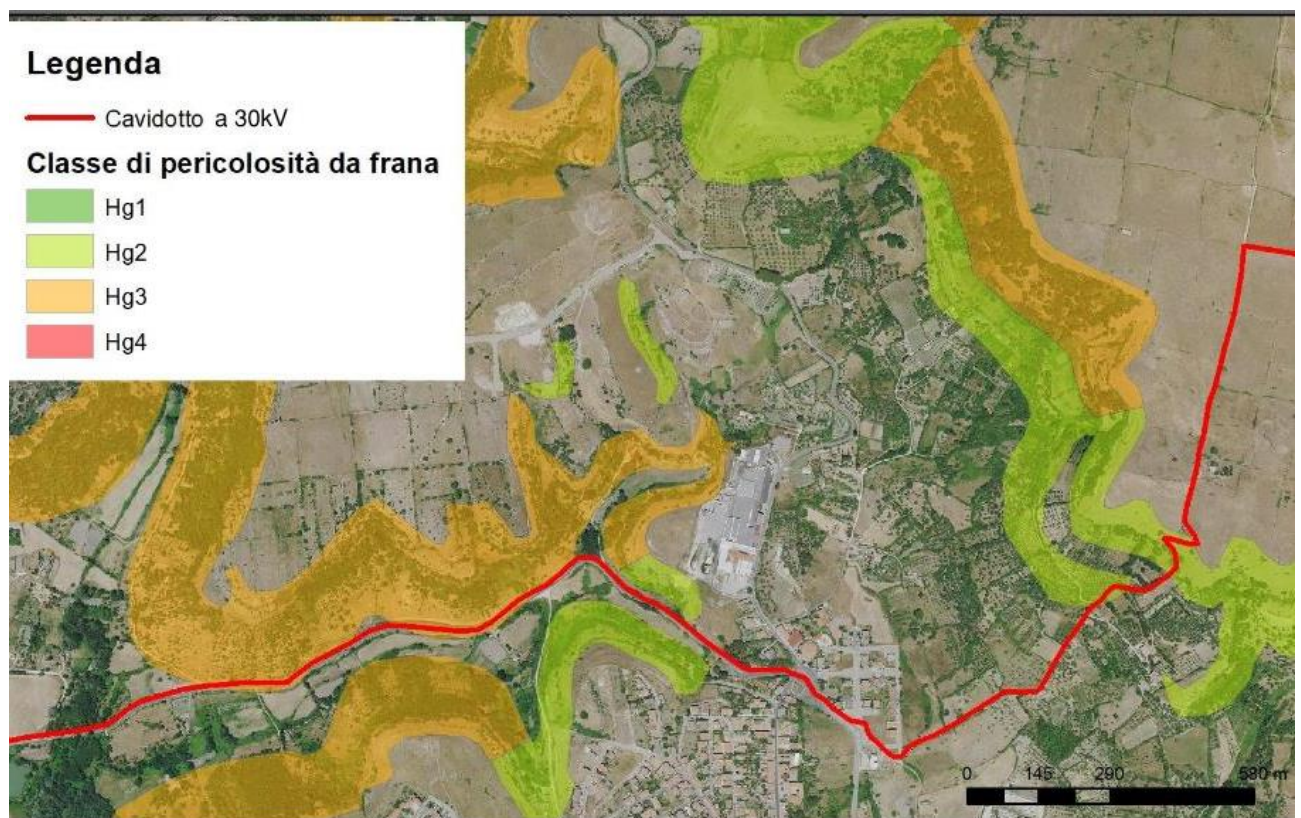 Legenda
Cavidotto a 30kV
Classe di pericolosità da frana
Hg1
Hg2
Hg3
Hg4
0 145 290 580 m